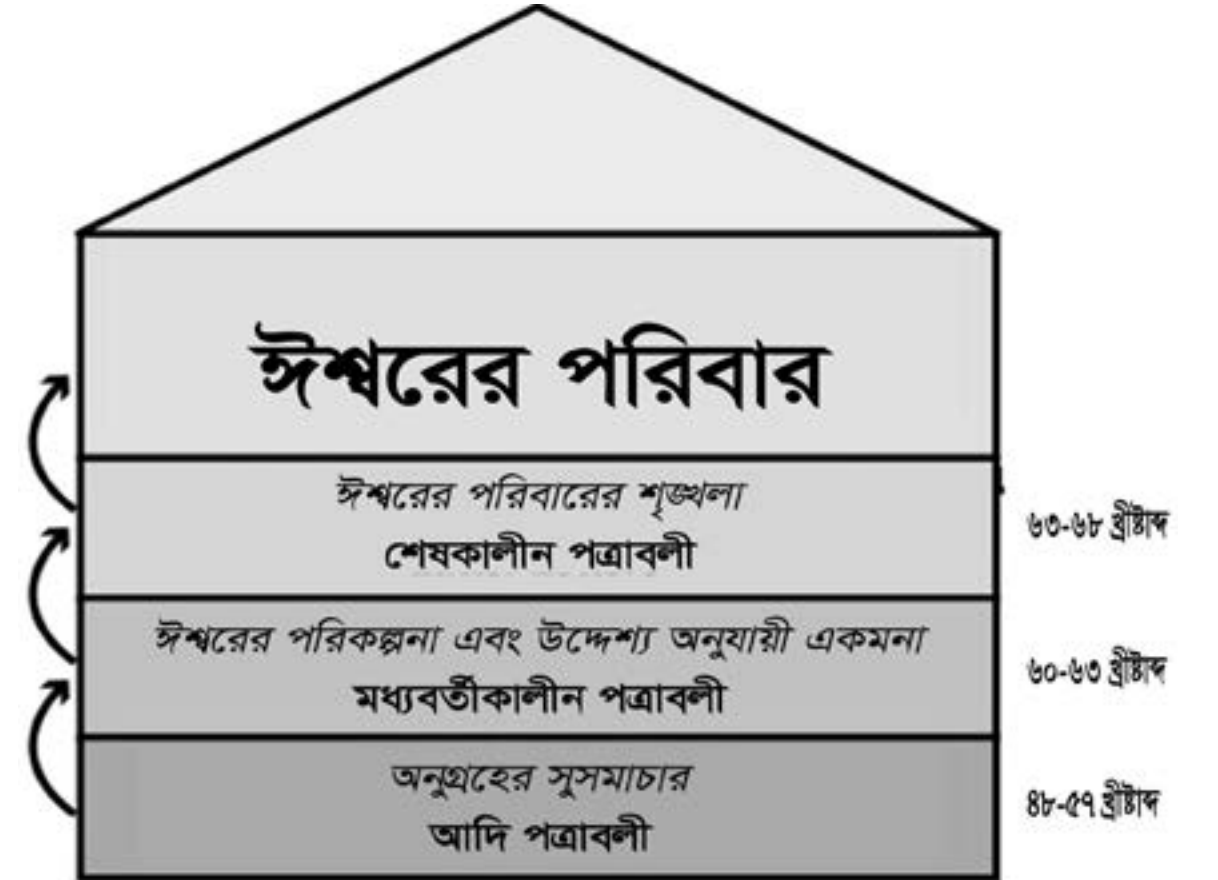 ঈশ্বরের পরিবার
ঈশ্বরের পরিবারের শৃঙ্খলা
শেষকালীন পত্রাবলী
৬৩-৬৮ খ্রীষ্টাব্দ
ঈশ্বরের পরিকল্পনা এবং উদ্দেশ্য অনুযায়ী একমনা
মধ্যবর্তীকালীন পত্রাবলী
৬০-৬৩ খ্রীষ্টাব্দ
অনুগ্রহের সুসমাচার
আদি পত্রাবলী
৪৮-৫৭ খ্রীষ্টাব্দ